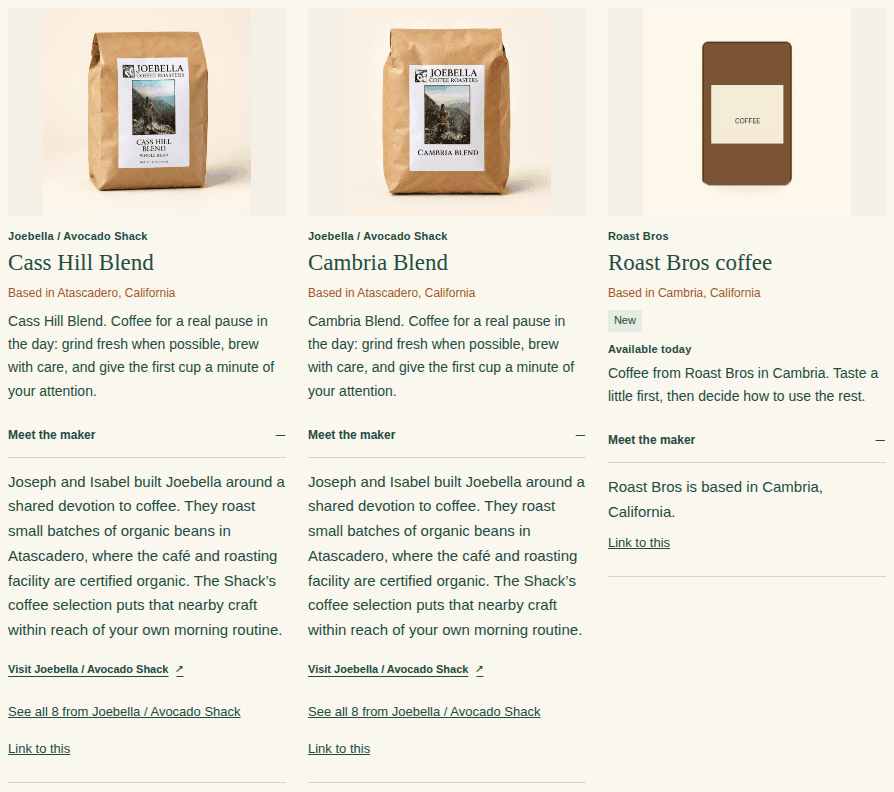 JOEBELLA
COFFEE ROASTERS
CASS HILL
BLEND
WHOLE BEAN
Joebella / Avocado Shack
Cass Hill Blend
Based in Atascadero, California
Cass Hill Blend. Coffee for a real pause in
the day: grind fresh when possible, brew
with care, and give the first cup a minute of
your attention.
Meet the maker —
Joseph and Isabel built Joebella around a
shared devotion to coffee. They roast
small batches of organic beans in
Atascadero, where the café and roasting
facility are certified organic. The Shack’s
coffee selection puts that nearby craft
within reach of your own morning routine.
Visit Joebella / Avocado Shack ↗
See all 8 from Joebella / Avocado Shack
Link to this
JOEBELLA
COFFEE ROASTERS
CAMBRIA BLEND
Joebella / Avocado Shack
Cambria Blend
Based in Atascadero, California
Cambria Blend. Coffee for a real pause in
the day: grind fresh when possible, brew
with care, and give the first cup a minute of
your attention.
Meet the maker —
Joseph and Isabel built Joebella around a
shared devotion to coffee. They roast
small batches of organic beans in
Atascadero, where the café and roasting
facility are certified organic. The Shack’s
coffee selection puts that nearby craft
within reach of your own morning routine.
Visit Joebella / Avocado Shack ↗
See all 8 from Joebella / Avocado Shack
Link to this
COFFEE
Roast Bros
Roast Bros coffee
Based in Cambria, California
New
Available today
Coffee from Roast Bros in Cambria. Taste a
little first, then decide how to use the rest.
Meet the maker —
Roast Bros is based in Cambria,
California.
Link to this